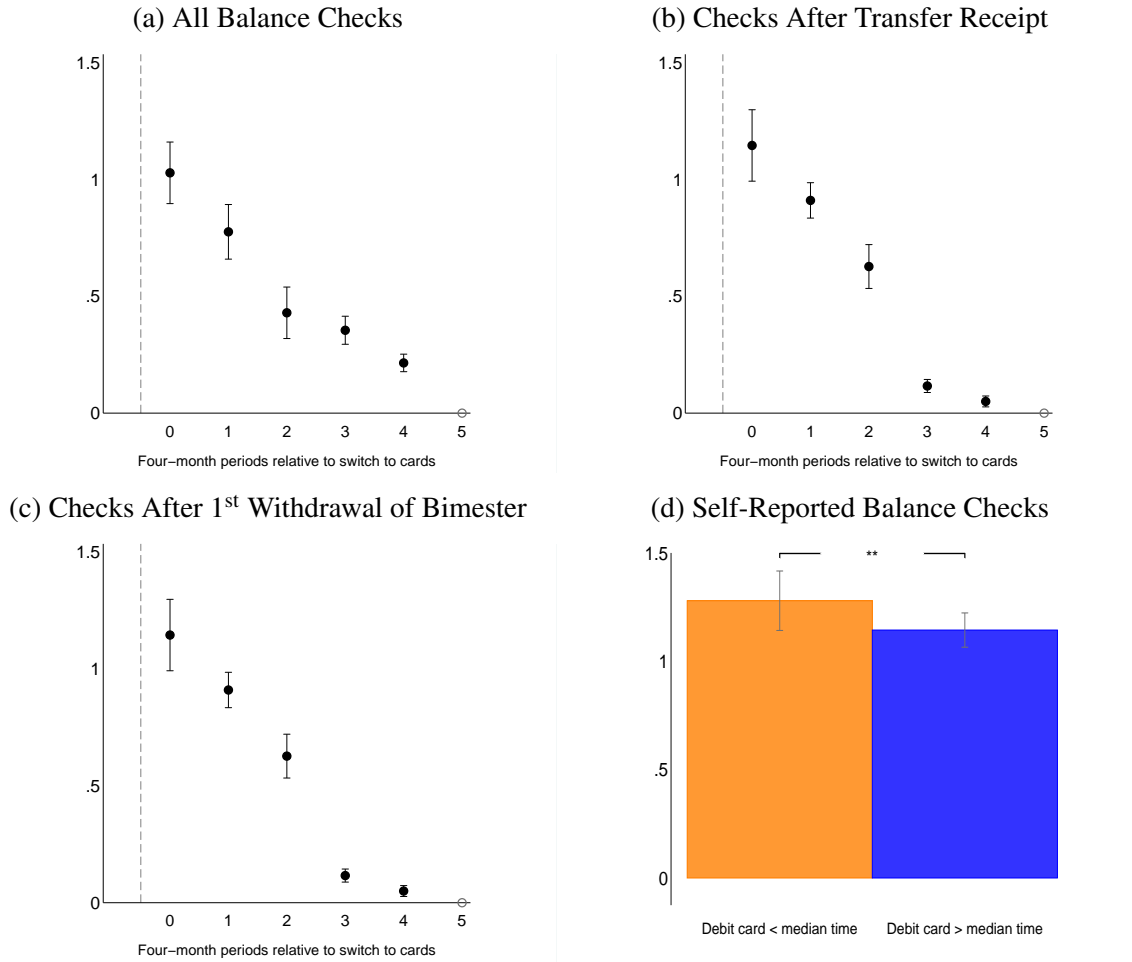 (a) All Balance Checks
1.5
1
.5
0
0 1 2 3 4 5
Four−month periods relative to switch to cards
(b) Checks After Transfer Receipt
1.5
1
.5
0
0 1 2 3 4 5
Four−month periods relative to switch to cards
(c) Checks After 1st Withdrawal of Bimester
1.5
1
.5
0
0 1 2 3 4 5
Four−month periods relative to switch to cards
(d) Self-Reported Balance Checks
**
1.5
1
.5
0
Debit card < median time Debit card > median time